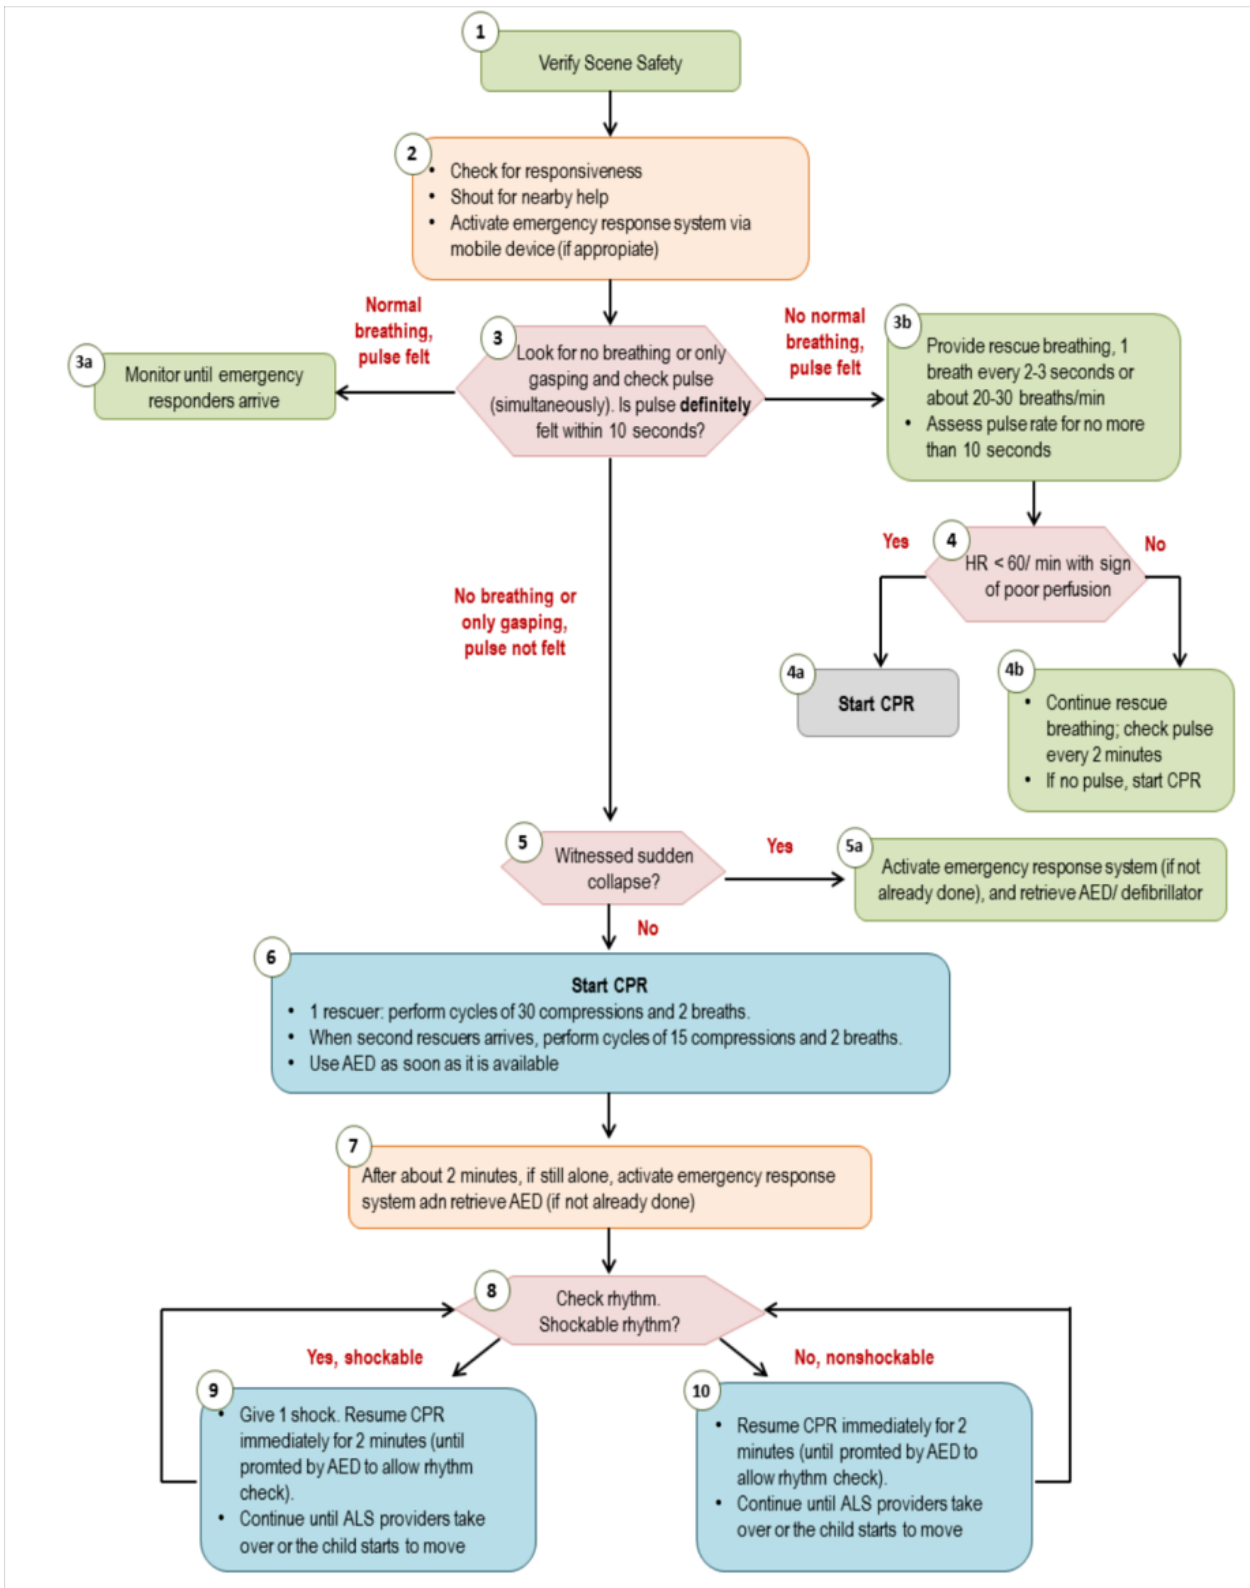 1
Verify Scene Safety
2
• Check for responsiveness
• Shout for nearby help
• Activate emergency response system via
mobile device (if appropiate)
Normal
breathing,
pulse felt
No normal
breathing,
pulse felt
3
Look for no breathing or only
gasping and check pulse
(simultaneously). Is pulse definitely
felt within 10 seconds?
3a
Monitor until emergency
responders arrive
3b
Provide rescue breathing, 1
breath every 2-3 seconds or
about 20-30 breaths/min
• Assess pulse rate for no more
than 10 seconds
4
HR < 60/ min with sign
of poor perfusion
Yes
No
4a
Start CPR
4b
• Continue rescue
breathing; check pulse
every 2 minutes
• If no pulse, start CPR
No breathing or
only gasping,
pulse not felt
5
Witnessed sudden
collapse?
Yes
5a
Activate emergency response system (if not
already done), and retrieve AED/ defibrillator
No
6
Start CPR
• 1 rescuer: perform cycles of 30 compressions and 2 breaths.
• When second rescuers arrives, perform cycles of 15 compressions and 2 breaths.
• Use AED as soon as it is available
7
After about 2 minutes, if still alone, activate emergency response
system adn retrieve AED (if not already done)
8
Check rhythm.
Shockable rhythm?
Yes, shockable
No, nonshockable
9
• Give 1 shock. Resume CPR
immediately for 2 minutes (until
promted by AED to allow rhythm
check).
• Continue until ALS providers take
over or the child starts to move
10
• Resume CPR immediately for 2
minutes (until promted by AED to
allow rhythm check).
• Continue until ALS providers take
over or the child starts to move